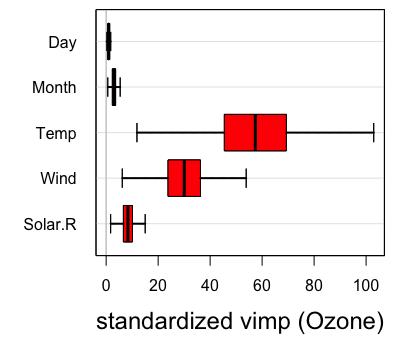 Day
Month
Temp
Wind
Solar.R
0 20 40 60 80 100
standardized vimp (Ozone)